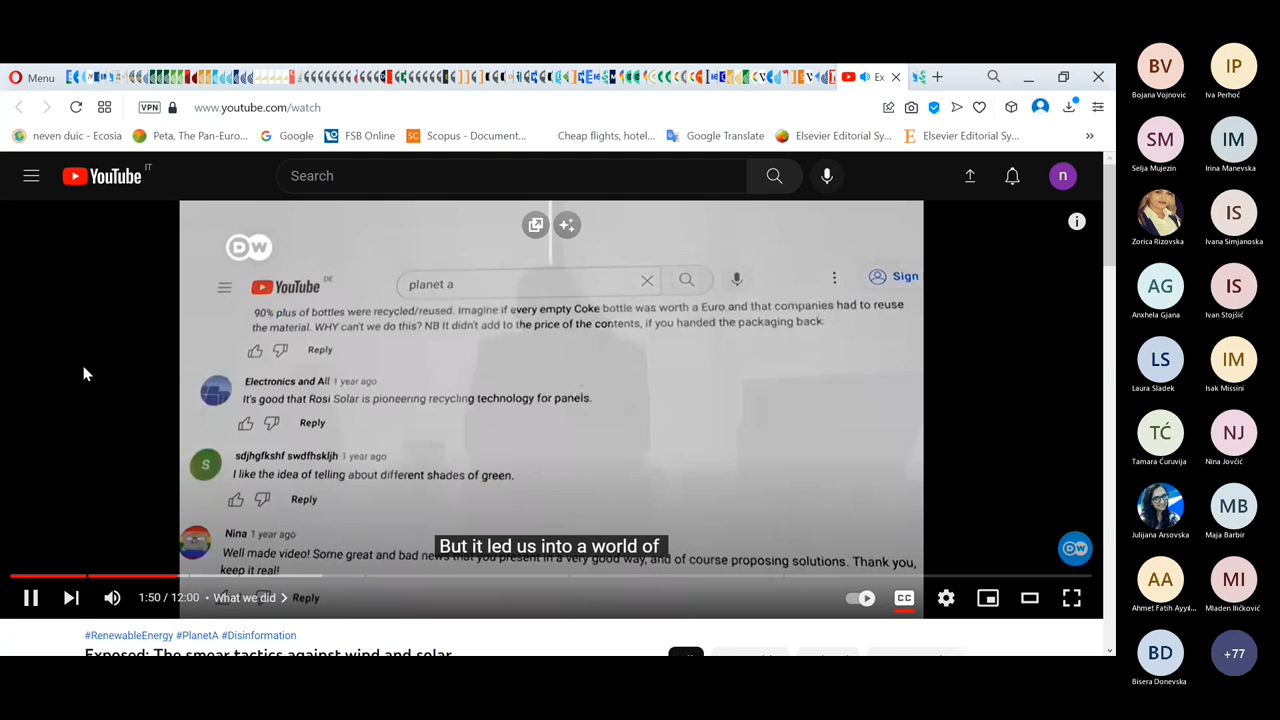 Menu
Ex
VPN
www.youtube.com/watch
neven duic - Ecosia
Peta, The Pan-Euro...
Google
FSB Online
Scopus - Document...
Cheap flights, hotel...
Google Translate
Elsevier Editorial Sy...
Elsevier Editorial Sy...
YouTube IT
Search
n
DW
YouTube DE
planet a
Sign
90% plus of bottles were recycled/reused. Imagine if every empty Coke bottle was worth a Euro and that companies had to reuse
the material. WHY can't we do this? NB It didn't add to the price of the contents, if you handed the packaging back.
Reply
Electronics and All 1 year ago
It's good that Rosi Solar is pioneering recycling technology for panels.
Reply
S
sdjhgfkshf swdfhskljh 1 year ago
I like the idea of telling about different shades of green.
Reply
Nina 1 year ago
Well made video! Some great and bad news that you present in a very good way, and of course proposing solutions. Thank you,
keep it real!
Reply
But it led us into a world of
DW
1:50 / 12:00 • What we did
CC
#RenewableEnergy #PlanetA #Disinformation
Exposed: The smear tactics against wind and solar
BV
Bojana Vojnovic
IP
Iva Perhoč
SM
Selja Mujezin
IM
Irina Manevska
Zorica Rizovska
IS
Ivana Simjanoska
AG
Anxhela Gjana
IS
Ivan Stojšić
LS
Laura Sladek
IM
Isak Missini
TĆ
Tamara Ćuruvija
NJ
Nina Jovčić
Julijana Arsovska
MB
Maja Barbir
AA
Ahmet Fatih Ayyıl...
MI
Mladen Iličković
BD
Bisera Donevska
+77